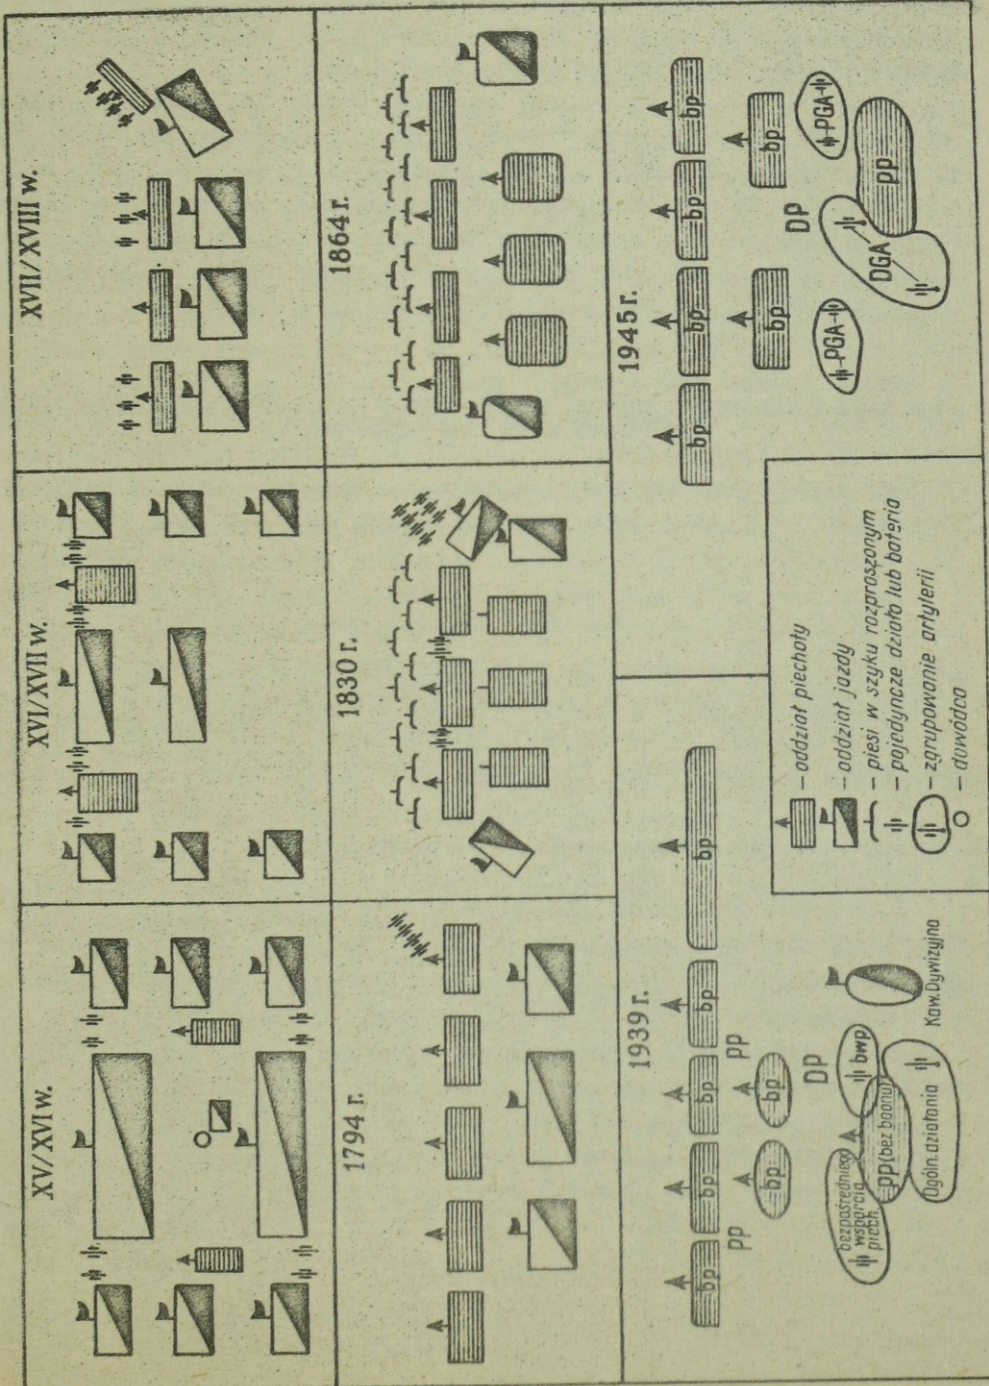 XV/XVI w.
XVI/XVII w.
XVII/XVIII w.
1794 r.
1830 r.
1864 r.
1939 r.
bp
bp
bp
bp
bp
pp
pp
bp
bp
DP
bezpośredniego
wsparcia
piech.
bwp
pp (bez baonu)
Ogóln. działania
Kaw. Dywizyjna
1945 r.
bp
bp
bp
bp
bp
bp
DP
PGA
DGA
PGA
pp
– oddział piechoty
– oddział jazdy
– piesi w szyku rozproszonym
– pojedyncze działo lub bateria
– zgrupowanie artylerii
– dowódca